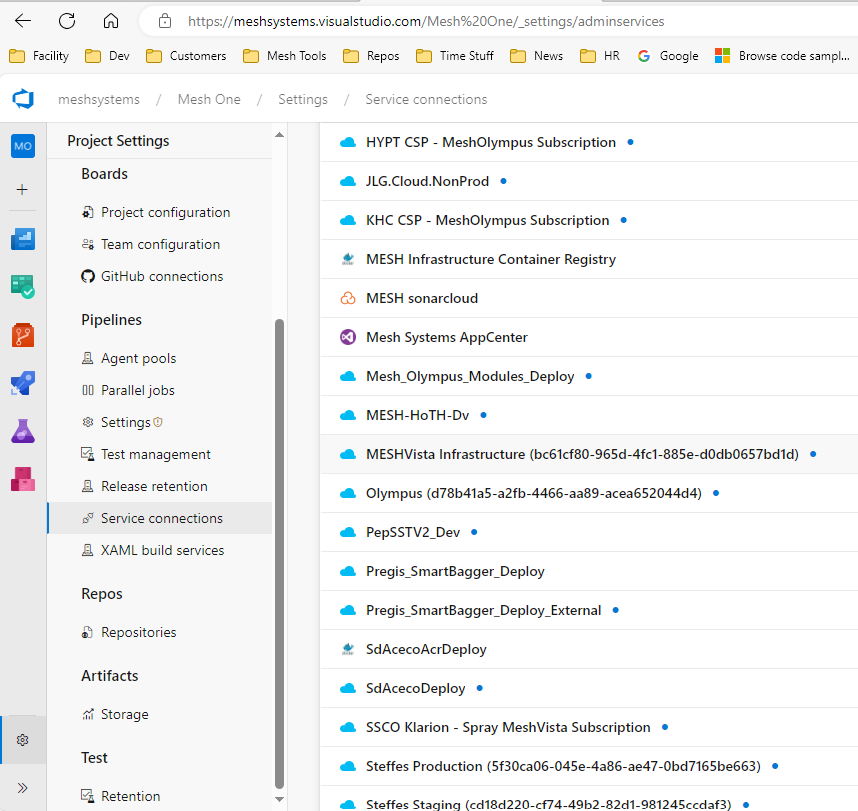 https://meshsystems.visualstudio.com/Mesh%20One/_settings/adminservices
Facility Dev Customers Mesh Tools Repos Time Stuff News HR Google Browse code sampl...
meshsystems / Mesh One / Settings / Service connections
MO
Project Settings
Boards
Project configuration
Team configuration
GitHub connections
Pipelines
Agent pools
Parallel jobs
Settings
Test management
Release retention
Service connections
XAML build services
Repos
Repositories
Artifacts
Storage
Test
Retention
HYPT CSP - MeshOlympus Subscription
JLG.Cloud.NonProd
KHC CSP - MeshOlympus Subscription
MESH Infrastructure Container Registry
MESH sonarcloud
Mesh Systems AppCenter
Mesh_Olympus_Modules_Deploy
MESH-HoTH-Dv
MESHVista Infrastructure (bc61cf80-965d-4fc1-885e-d0db0657bd1d)
Olympus (d78b41a5-a2fb-4466-aa89-acea652044d4)
PepSSTV2_Dev
Pregis_SmartBagger_Deploy
Pregis_SmartBagger_Deploy_External
SdAcecoAcrDeploy
SdAcecoDeploy
SSCO Klarion - Spray MeshVista Subscription
Steffes Production (5f30ca06-045e-4a86-ae47-0bd7165be663)
Steffes Staging (cd18d220-cf74-49b2-82d1-981245ccdaf3)